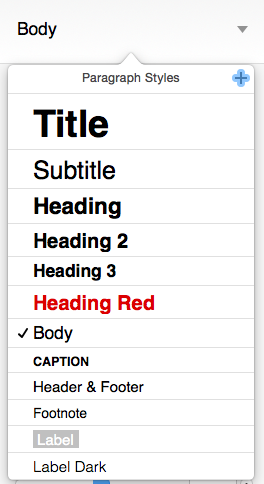 Body
Paragraph Styles
Title
Subtitle
Heading
Heading 2
Heading 3
Heading Red
Body
CAPTION
Header & Footer
Footnote
Label
Label Dark